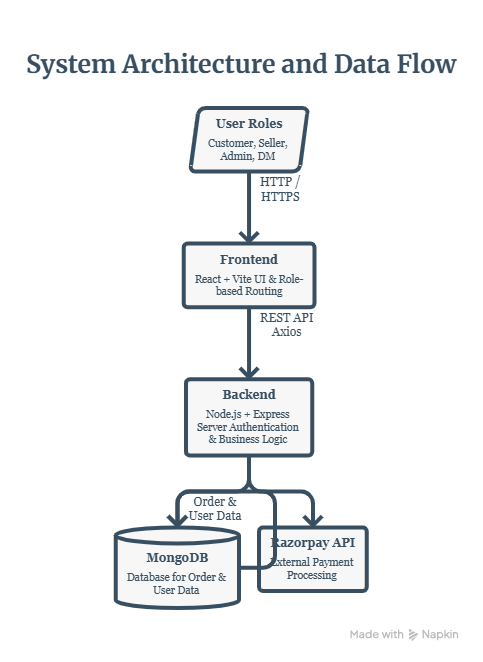 System Architecture and Data Flow
User Roles
Customer, Seller,
Admin, DM
HTTP /
HTTPS
Frontend
React + Vite UI & Role-
based Routing
REST API
Axios
Backend
Node.js + Express
Server Authentication
& Business Logic
Order &
User Data
MongoDB
Database for Order &
User Data
Razorpay API
External Payment
Processing
Made with Napkin